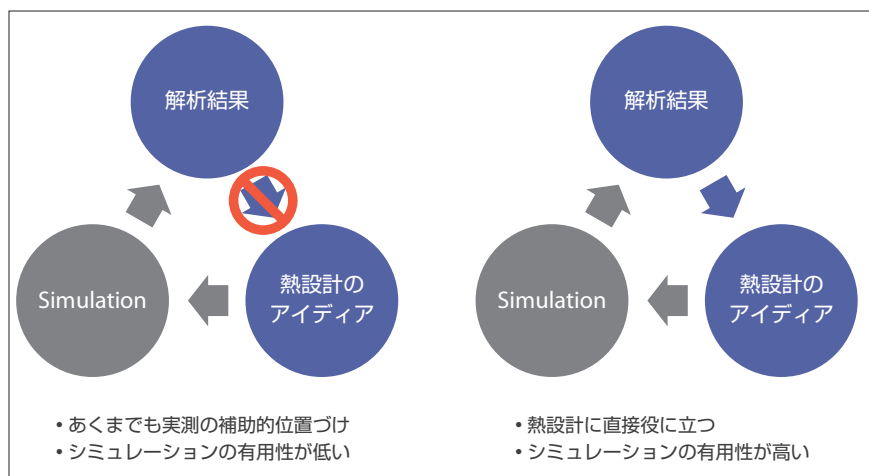 解析結果
Simulation
熱設計の
アイディア
• あくまでも実測の補助的位置づけ
• シミュレーションの有用性が低い
解析結果
Simulation
熱設計の
アイディア
• 熱設計に直接役に立つ
• シミュレーションの有用性が高い